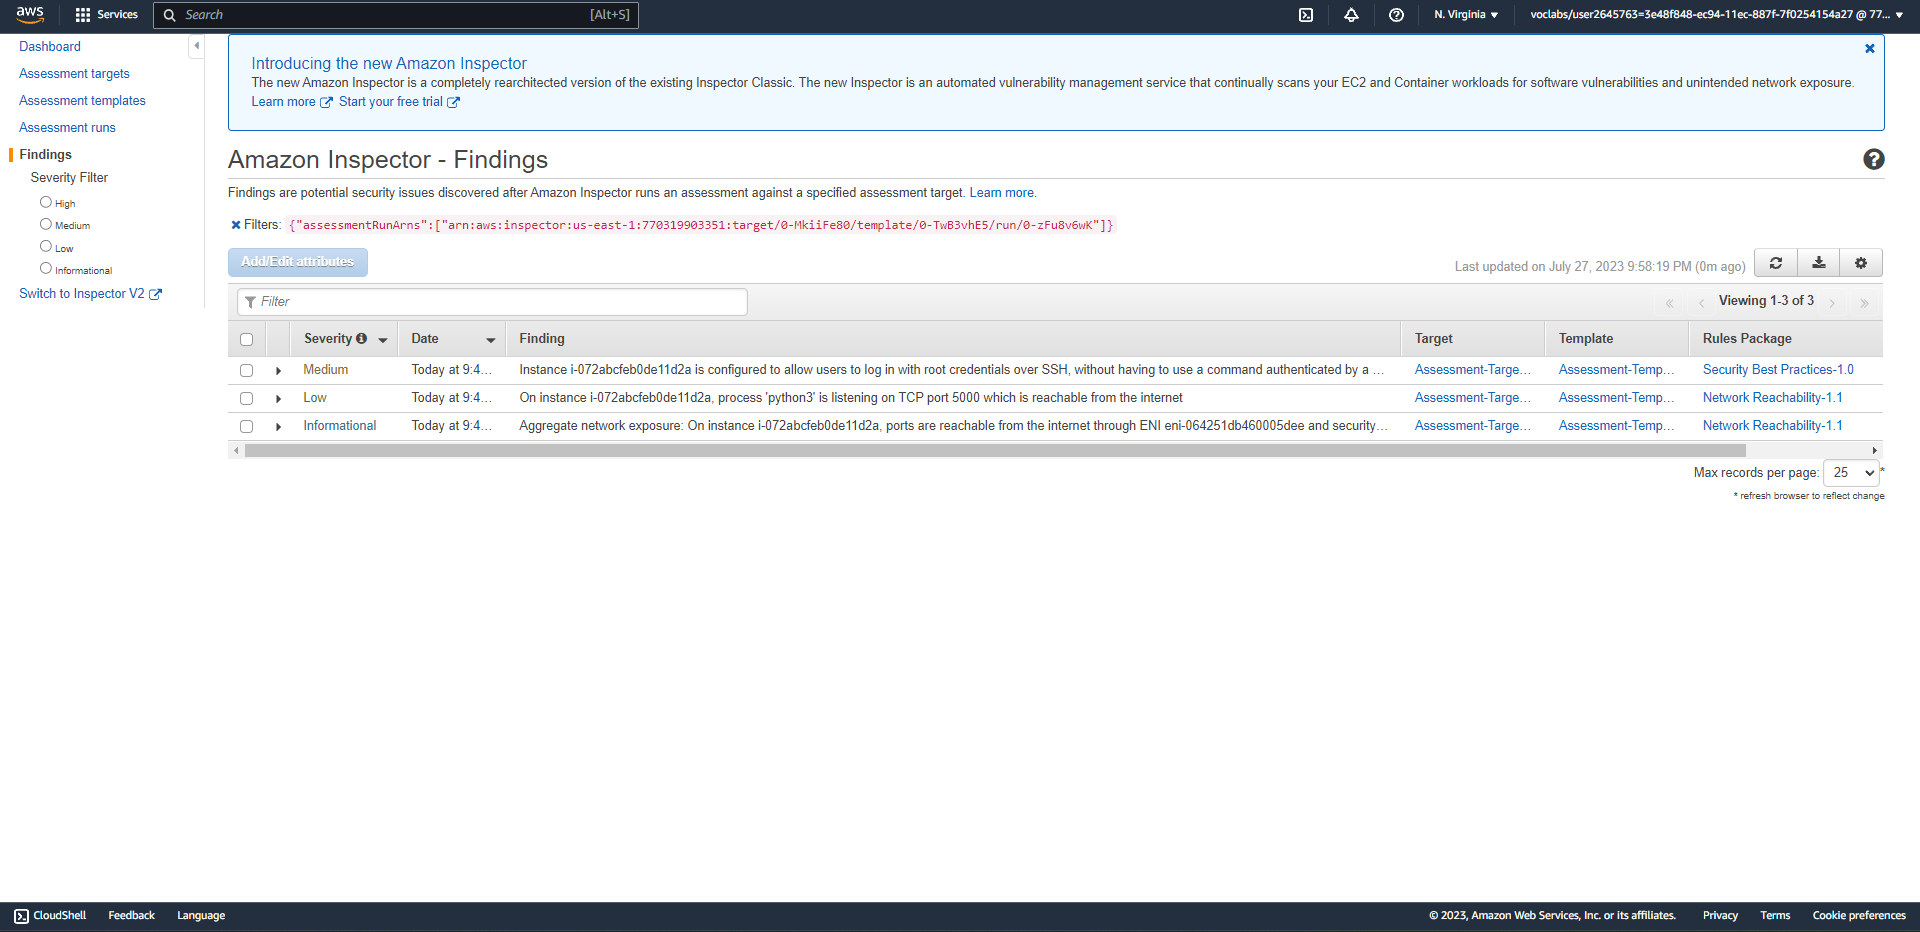 aws Services Search [Alt+S] N. Virginia voclabs/user2645763=3e48f848-ec94-11ec-887f-7f0254154a27 @ 77...
Dashboard
Assessment targets
Assessment templates
Assessment runs
Findings
Severity Filter
High
Medium
Low
Informational
Switch to Inspector V2
Introducing the new Amazon Inspector
The new Amazon Inspector is a completely rearchitected version of the existing Inspector Classic. The new Inspector is an automated vulnerability management service that continually scans your EC2 and Container workloads for software vulnerabilities and unintended network exposure.
Learn more Start your free trial
Amazon Inspector - Findings
Findings are potential security issues discovered after Amazon Inspector runs an assessment against a specified assessment target. Learn more.
Filters: {"assessmentRunArns":["arn:aws:inspector:us-east-1:770319903351:target/0-MkiiFe80/template/0-TwB3vhE5/run/0-zFu8v6wK"]}
Add/Edit attributes
Last updated on July 27, 2023 9:58:19 PM (0m ago)
Filter
« ‹ Viewing 1-3 of 3 › »
Severity Date Finding Target Template Rules Package
Medium Today at 9:4... Instance i-072abcfeb0de11d2a is configured to allow users to log in with root credentials over SSH, without having to use a command authenticated by a ... Assessment-Targe... Assessment-Temp... Security Best Practices-1.0
Low Today at 9:4... On instance i-072abcfeb0de11d2a, process 'python3' is listening on TCP port 5000 which is reachable from the internet Assessment-Targe... Assessment-Temp... Network Reachability-1.1
Informational Today at 9:4... Aggregate network exposure: On instance i-072abcfeb0de11d2a, ports are reachable from the internet through ENI eni-064251db460005dee and security... Assessment-Targe... Assessment-Temp... Network Reachability-1.1
Max records per page: 25 *
* refresh browser to reflect change
CloudShell Feedback Language © 2023, Amazon Web Services, Inc. or its affiliates. Privacy Terms Cookie preferences